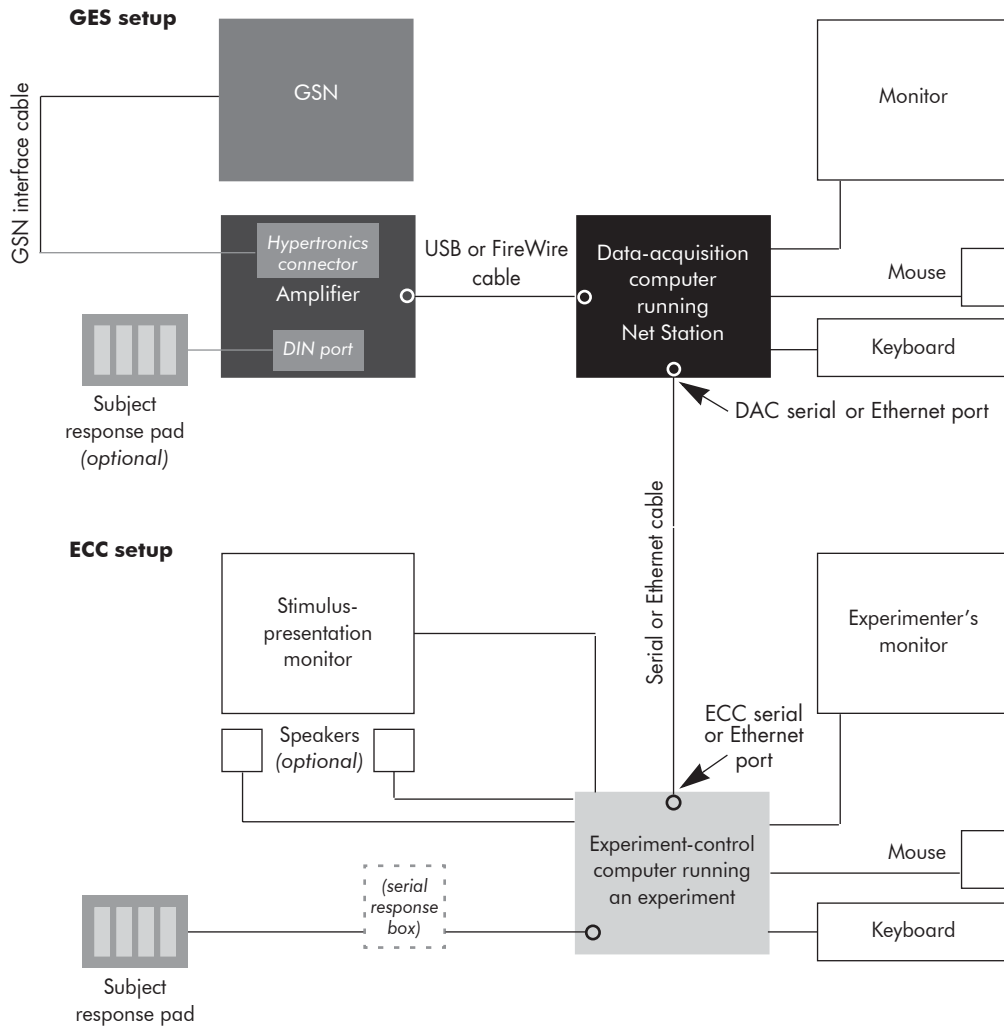 GES setup
GSN
Monitor
GSN interface cable
Hypertronics
connector
Amplifier
DIN port
USB or FireWire
cable
Data-acquisition
computer
running
Net Station
Mouse
Keyboard
Subject
response pad
(optional)
DAC serial or Ethernet port
Serial or Ethernet cable
ECC setup
Stimulus-
presentation
monitor
Experimenter's
monitor
Speakers
(optional)
ECC serial
or Ethernet
port
Experiment-control
computer running
an experiment
Mouse
(serial
response
box)
Keyboard
Subject
response pad